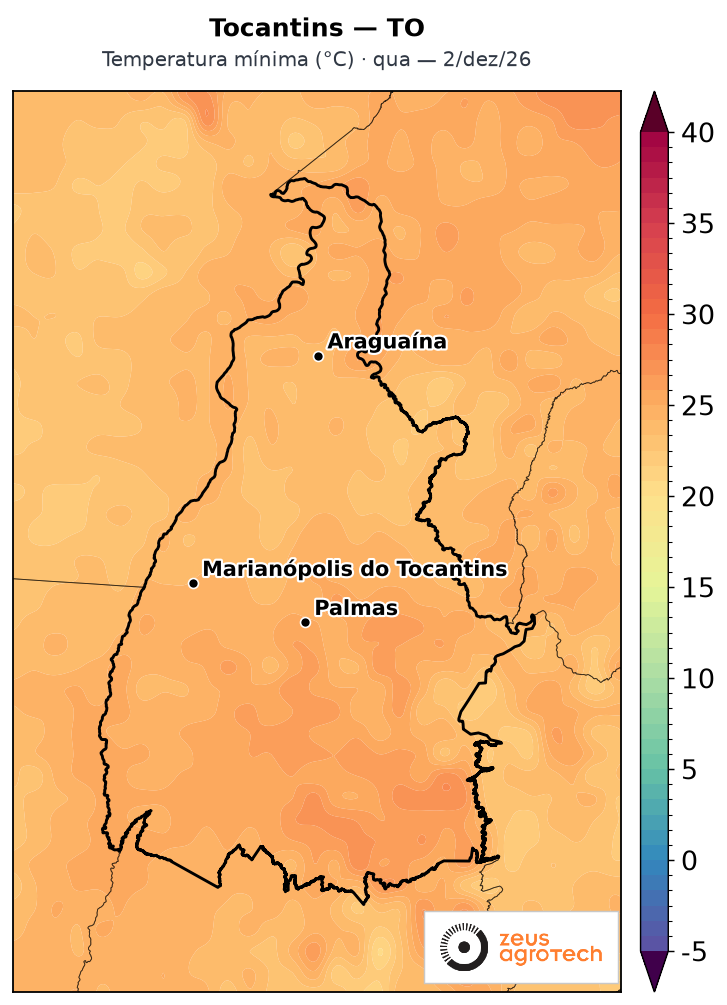 Tocantins — TO
Temperatura mínima (°C) · qua — 2/dez/26
40
35
30
25
20
15
10
5
0
-5
Araguaína
Marianópolis do Tocantins
Palmas
zeus
agrotech